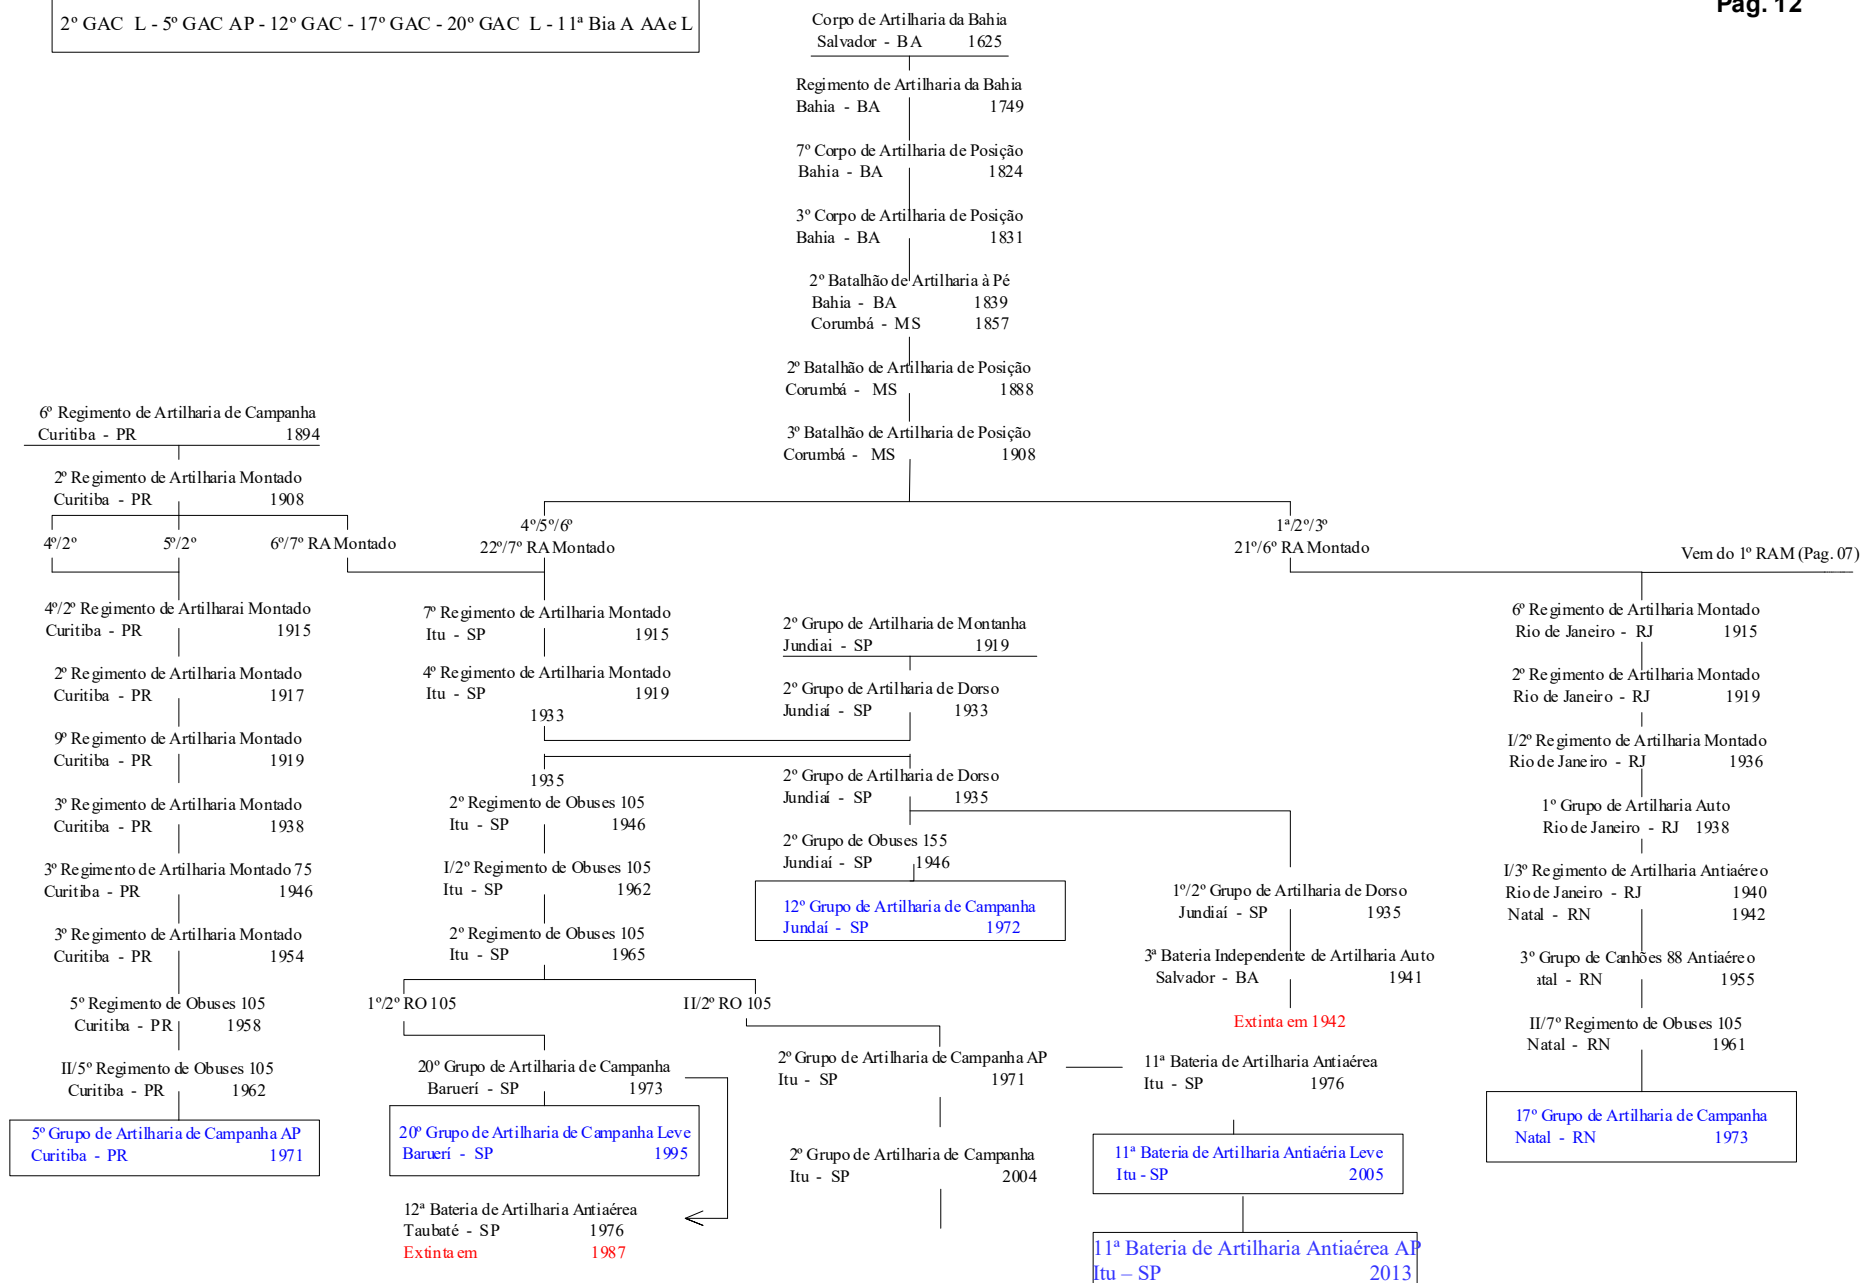 Pag. 12
2º GAC L - 5º GAC AP - 12º GAC - 17º GAC - 20º GAC L - 11ª Bia A AAe L
Corpo de Artilharia da Bahia
Salvador - BA 1625
Regimento de Artilharia da Bahia
Bahia - BA 1749
7º Corpo de Artilharia de Posição
Bahia - BA 1824
3º Corpo de Artilharia de Posição
Bahia - BA 1831
2º Batalhão de Artilharia à Pé
Bahia - BA 1839
Corumbá - MS 1857
2º Batalhão de Artilharia de Posição
Corumbá - MS 1888
3º Batalhão de Artilharia de Posição
Corumbá - MS 1908
6º Regimento de Artilharia de Campanha
Curitiba - PR 1894
2º Regimento de Artilharia Montado
Curitiba - PR 1908
4º/2º 5º/2º 6º/7º RA Montado
4º/5º/6º
22º/7º RA Montado
1ª/2º/3º
21º/6º RA Montado
Vem do 1º RAM (Pag. 07)
4º/2º Regimento de Artilharai Montado
Curitiba - PR 1915
2º Regimento de Artilharia Montado
Curitiba - PR 1917
9º Regimento de Artilharia Montado
Curitiba - PR 1919
3º Regimento de Artilharia Montado
Curitiba - PR 1938
3º Regimento de Artilharia Montado 75
Curitiba - PR 1946
3º Regimento de Artilharia Montado
Curitiba - PR 1954
5º Regimento de Obuses 105
Curitiba - PR 1958
II/5º Regimento de Obuses 105
Curitiba - PR 1962
5º Grupo de Artilharia de Campanha AP
Curitiba - PR 1971
7º Regimento de Artilharia Montado
Itu - SP 1915
4º Regimento de Artilharia Montado
Itu - SP 1919
1933
1935
2º Regimento de Obuses 105
Itu - SP 1946
I/2º Regimento de Obuses 105
Itu - SP 1962
2º Regimento de Obuses 105
Itu - SP 1965
1º/2º RO 105
II/2º RO 105
20º Grupo de Artilharia de Campanha
Baruerí - SP 1973
20º Grupo de Artilharia de Campanha Leve
Baruerí - SP 1995
12ª Bateria de Artilharia Antiaérea
Taubaté - SP 1976
Extinta em 1987
2º Grupo de Artilharia de Montanha
Jundiai - SP 1919
2º Grupo de Artilharia de Dorso
Jundiaí - SP 1933
2º Grupo de Artilharia de Dorso
Jundiaí - SP 1935
2º Grupo de Obuses 155
Jundiaí - SP 1946
12º Grupo de Artilharia de Campanha
Jundaí - SP 1972
2º Grupo de Artilharia de Campanha AP
Itu - SP 1971
2º Grupo de Artilharia de Campanha
Itu - SP 2004
1º/2º Grupo de Artilharia de Dorso
Jundiaí - SP 1935
3ª Bateria Independente de Artilharia Auto
Salvador - BA 1941
Extinta em 1942
11ª Bateria de Artilharia Antiaérea
Itu - SP 1976
11ª Bateria de Artilharia Antiaéria Leve
Itu - SP 2005
11ª Bateria de Artilharia Antiaérea AP
Itu – SP 2013
6º Regimento de Artilharia Montado
Rio de Janeiro - RJ 1915
2º Regimento de Artilharia Montado
Rio de Janeiro - RJ 1919
I/2º Regimento de Artilharia Montado
Rio de Janeiro - RJ 1936
1º Grupo de Artilharia Auto
Rio de Janeiro - RJ 1938
I/3º Regimento de Artilharia Antiaéreo
Rio de Janeiro - RJ 1940
Natal - RN 1942
3º Grupo de Canhões 88 Antiaéreo
atal - RN 1955
II/7º Regimento de Obuses 105
Natal - RN 1961
17º Grupo de Artilharia de Campanha
Natal - RN 1973